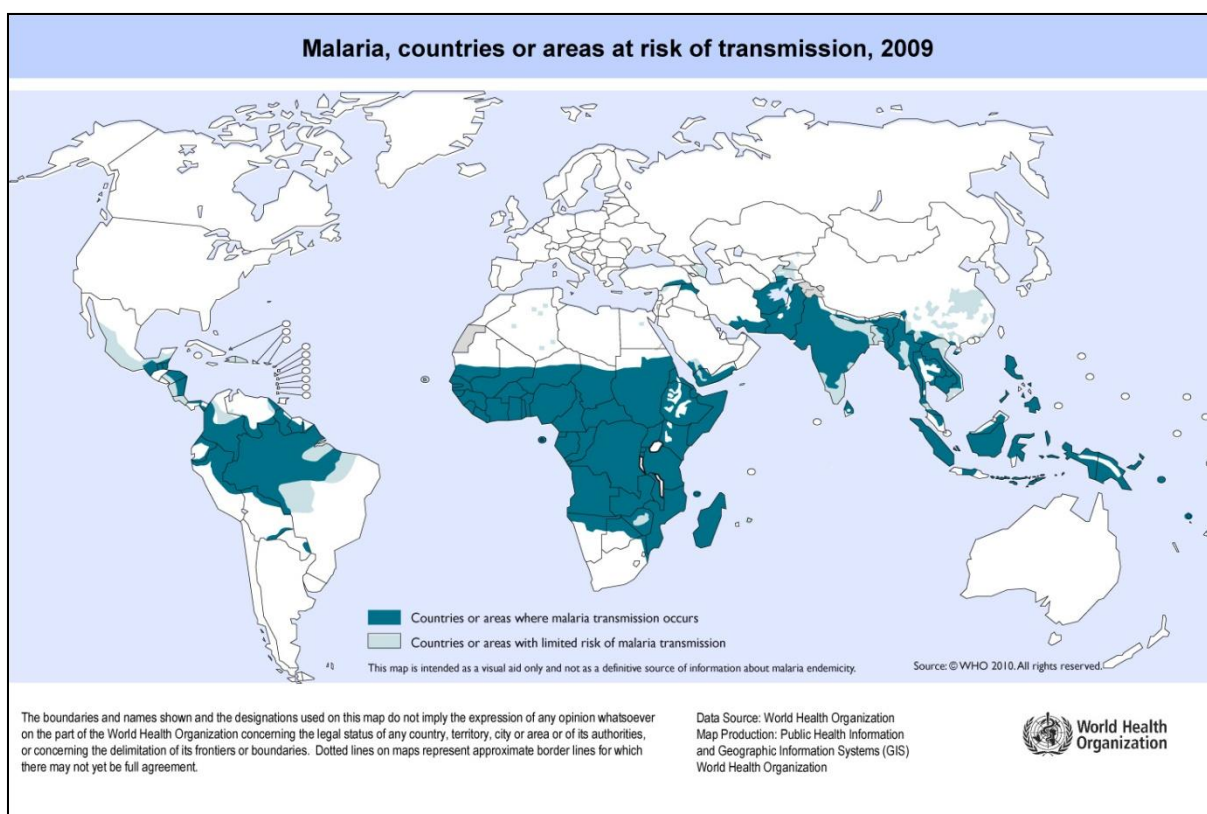 Malaria, countries or areas at risk of transmission, 2009
Countries or areas where malaria transmission occurs
Countries or areas with limited risk of malaria transmission
This map is intended as a visual aid only and not as a definitive source of information about malaria endemicity.
Source: © WHO 2010. All rights reserved.
The boundaries and names shown and the designations used on this map do not imply the expression of any opinion whatsoever
on the part of the World Health Organization concerning the legal status of any country, territory, city or area or of its authorities,
or concerning the delimitation of its frontiers or boundaries.  Dotted lines on maps represent approximate border lines for which
there may not yet be full agreement.
Data Source: World Health Organization
Map Production: Public Health Information
and Geographic Information Systems (GIS)
World Health Organization
World Health
Organization